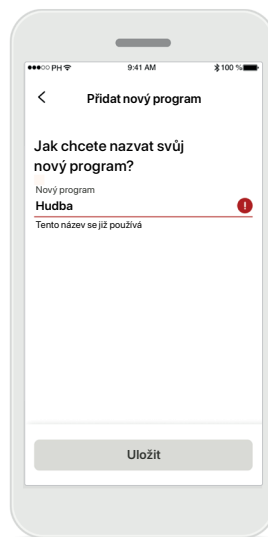 PH 9:41 AM 100 %
Přidat nový program
Jak chcete nazvat svůj
nový program?
Nový program
Hudba
Tento název se již používá
Uložit